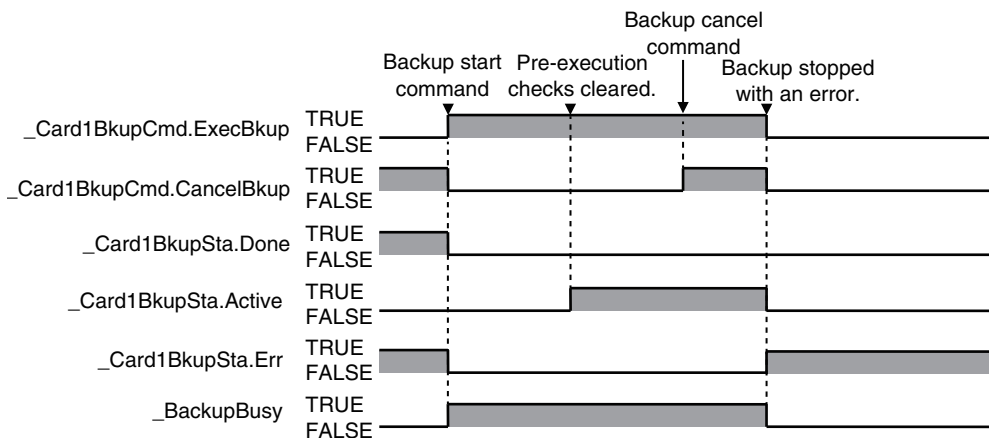 Backup cancel
command
Backup start
command
Pre-execution
checks cleared.
Backup stopped
with an error.
_Card1BkupCmd.ExecBkup
TRUE
FALSE
_Card1BkupCmd.CancelBkup
TRUE
FALSE
_Card1BkupSta.Done
TRUE
FALSE
_Card1BkupSta.Active
TRUE
FALSE
_Card1BkupSta.Err
TRUE
FALSE
_BackupBusy
TRUE
FALSE